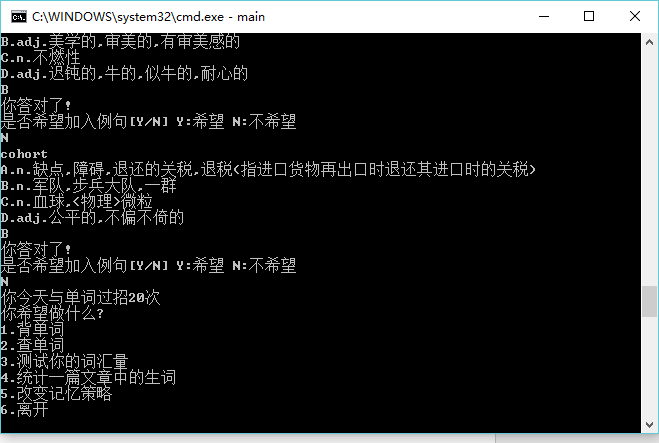 C:\WINDOWS\system32\cmd.exe - main
B.adj.美学的,审美的,有审美感的
C.n.不燃性
D.adj.迟钝的,牛的,似牛的,耐心的
B
你答对了!
是否希望加入例句[Y/N] Y:希望 N:不希望
N
cohort
A.n.缺点,障碍,退还的关税,退税<指进口货物再出口时退还其进口时的关税>
B.n.军队,步兵大队,一群
C.n.血球,<物理>微粒
D.adj.公平的,不偏不倚的
B
你答对了!
是否希望加入例句[Y/N] Y:希望 N:不希望
N
你今天与单词过招20次
你希望做什么?
1.背单词
2.查单词
3.测试你的词汇量
4.统计一篇文章中的生词
5.改变记忆策略
6.离开